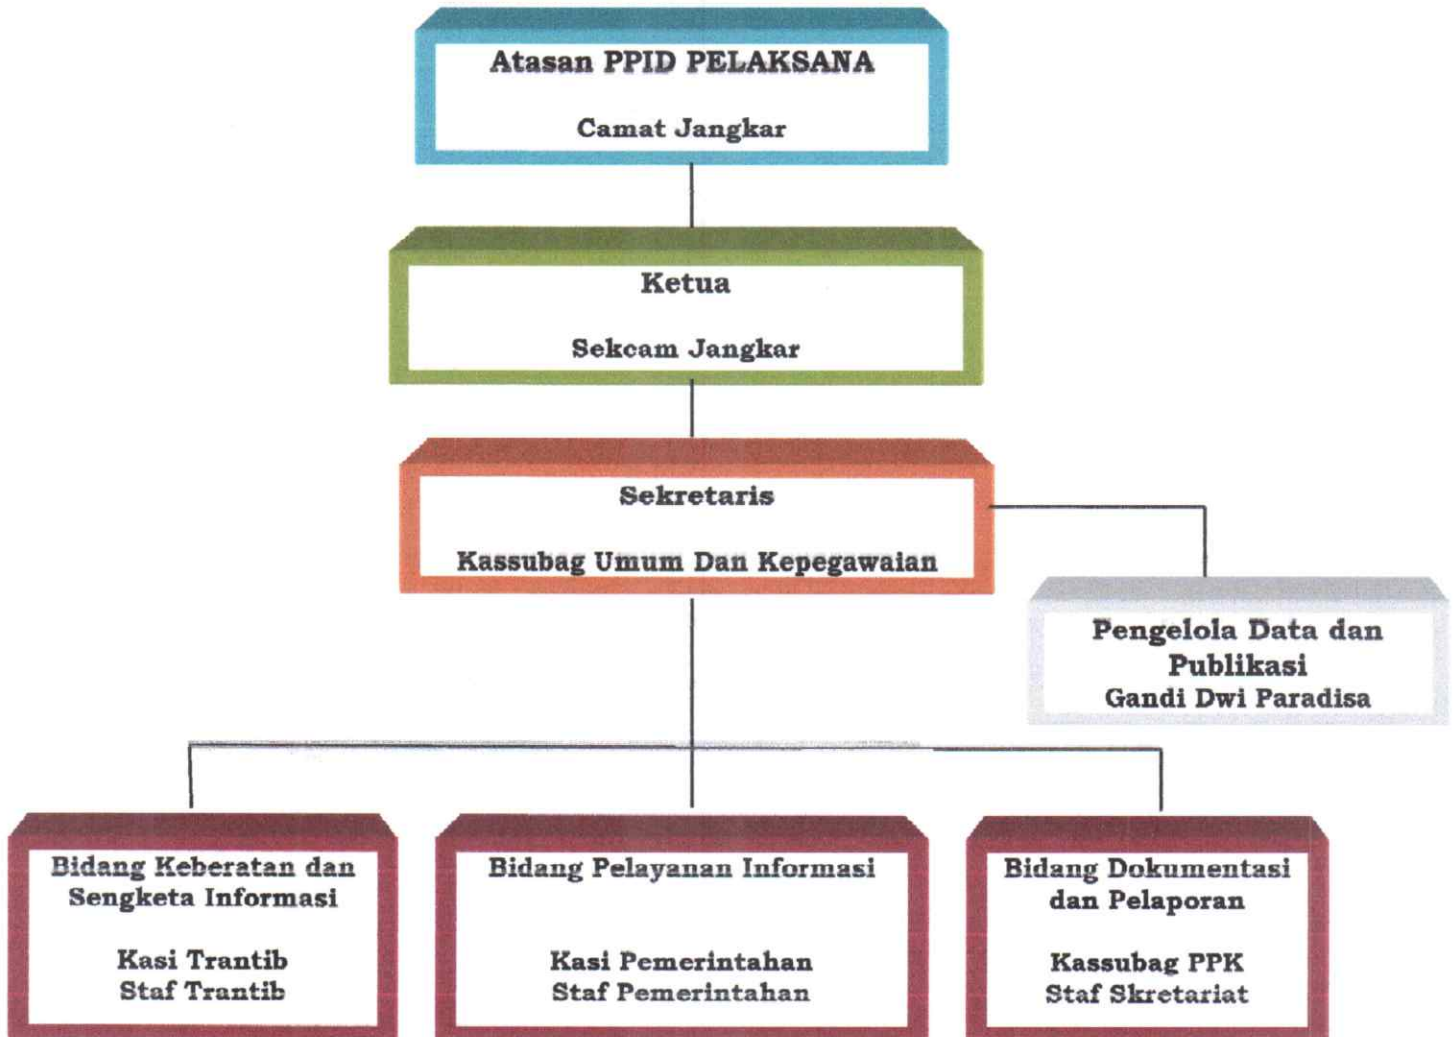 Atasan PPID PELAKSANA
Camat Jangkar
Ketua
Sekcam Jangkar
Sekretaris
Kassubag Umum Dan Kepegawaian
Pengelola Data dan
Publikasi
Gandi Dwi Paradisa
Bidang Keberatan dan
Sengketa Informasi
Kasi Trantib
Staf Trantib
Bidang Pelayanan Informasi
Kasi Pemerintahan
Staf Pemerintahan
Bidang Dokumentasi
dan Pelaporan
Kassubag PPK
Staf Skretariat